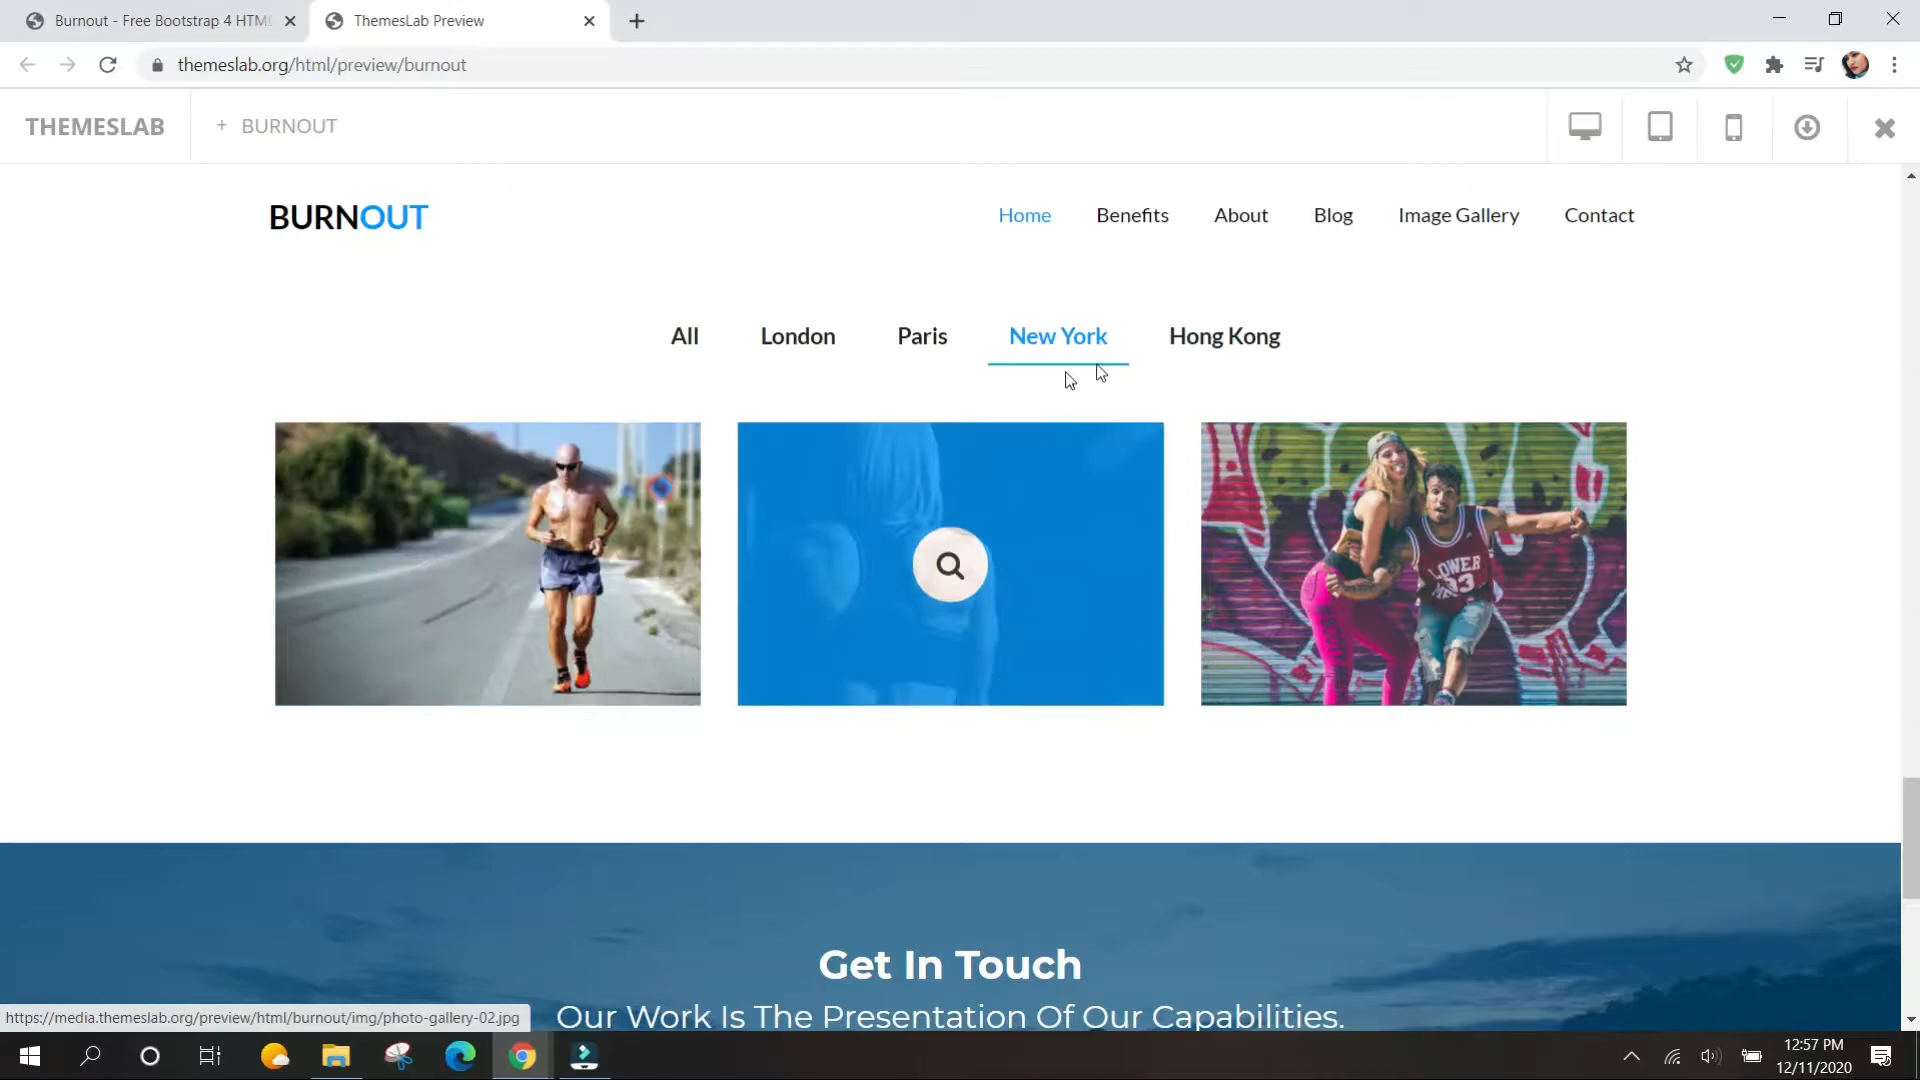 Burnout - Free Bootstrap 4 HTM
ThemesLab Preview
themeslab.org/html/preview/burnout
THEMESLAB
+ BURNOUT
BURNOUT
Home Benefits About Blog Image Gallery Contact
All London Paris New York Hong Kong
LOWER
93
Get In Touch
Our Work Is The Presentation Of Our Capabilities.
https://media.themeslab.org/preview/html/burnout/img/photo-gallery-02.jpg
12:57 PM
12/11/2020